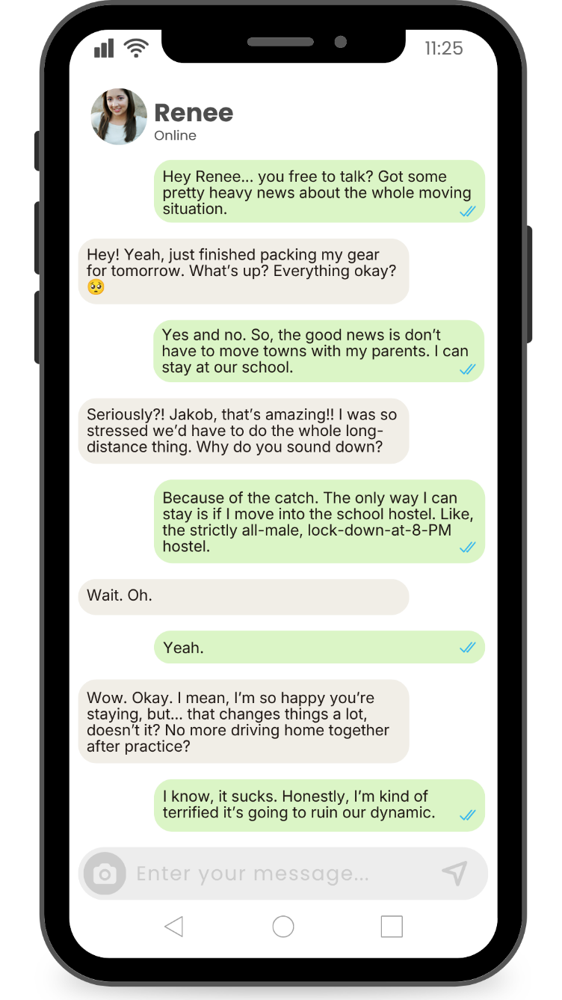 11:25
Renee
Online
Hey Renee... you free to talk? Got some
pretty heavy news about the whole moving
situation.
Hey! Yeah, just finished packing my gear
for tomorrow. What's up? Everything okay?
🥺
Yes and no. So, the good news is don't
have to move towns with my parents. I can
stay at our school.
Seriously?! Jakob, that's amazing!! I was so
stressed we'd have to do the whole long-
distance thing. Why do you sound down?
Because of the catch. The only way I can
stay is if I move into the school hostel. Like,
the strictly all-male, lock-down-at-8-PM
hostel.
Wait. Oh.
Yeah.
Wow. Okay. I mean, I'm so happy you're
staying, but... that changes things a lot,
doesn't it? No more driving home together
after practice?
I know, it sucks. Honestly, I'm kind of
terrified it's going to ruin our dynamic.
Enter your message...